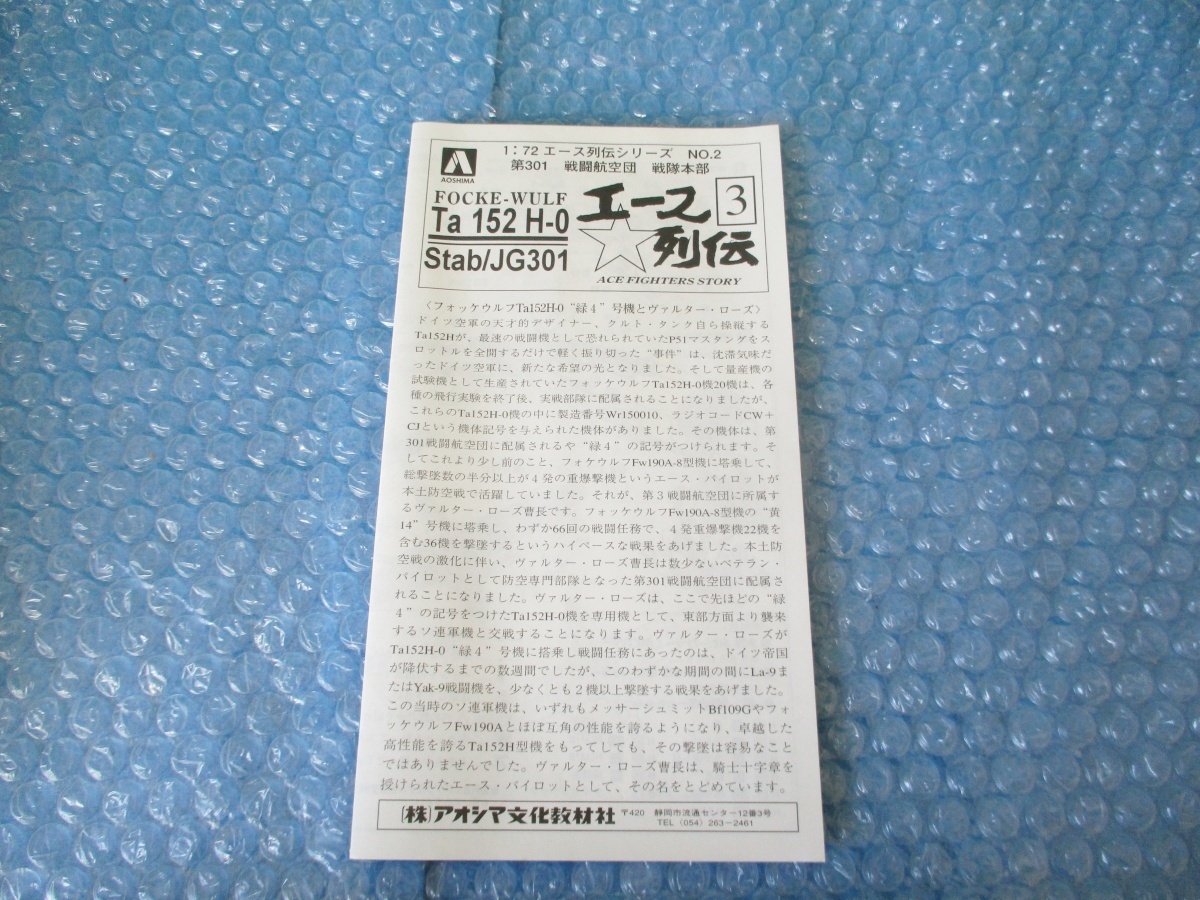 1:72 エース列伝シリーズ NO.2
第301 戦闘航空団 戦隊本部
AOSHIMA
FOCKE-WULF
Ta 152 H-0
Stab/JG301
エース
列伝
3
ACE FIGHTERS STORY
〈フォッケウルフTa152H-0“緑4”号機とヴァルター・ローズ〉
ドイツ空軍の天才的デザイナー、クルト・タンク自ら操縦する
Ta152Hが、最速の戦闘機として恐れられていたP51マスタングをス
ロットルを全開するだけで軽く振り切った“事件”は、沈滞気味だ
ったドイツ空軍に、新たな希望の光となりました。そして量産機の
試験機として生産されていたフォッケウルフTa152H-0機20機は、各
種の飛行実験を終了後、実戦部隊に配属されることになりましたが、
これらのTa152H-0機の中に製造番号Wr150010、ラジオコードCW+
CJという機体記号を与えられた機体がありました。その機体は、第
301戦闘航空団に配属されるや“緑4”の記号がつけられます。そ
してこれより少し前のこと、フォケウルフFw190A-8型機に塔乗して、
総撃墜数の半分以上が4発の重爆撃機というエース・パイロットが
本土防空戦で活躍していました。それが、第3戦闘航空団に所属す
るヴァルター・ローズ曹長です。フォッケウルフFw190A-8型機の“黄
14”号機に塔乗し、わずか66回の戦闘任務で、4発重爆撃機22機を
含む36機を撃墜するというハイペースな戦果をあげました。本土防
空戦の激化に伴い、ヴァルター・ローズ曹長は数少ないベテラン・
パイロットとして防空専門部隊となった第301戦闘航空団に配属さ
れることになりました。ヴァルター・ローズは、ここで先ほどの“緑
4”の記号をつけたTa152H-0機を専用機として、東部方面より襲来
するソ連軍機と交戦することになります。ヴァルター・ローズが
Ta152H-0“緑4”号機に搭乗し戦闘任務にあったのは、ドイツ帝国
が降伏するまでの数週間でしたが、このわずかな期間の間にLa-9ま
たはYak-9戦闘機を、少なくとも2機以上撃墜する戦果をあげました。
この当時のソ連軍機は、いずれもメッサーシュミットBf109Gやフォ
ッケウルフFw190Aとほぼ互角の性能を誇るようになり、卓越した
高性能を誇るTa152H型機をもってしても、その撃墜は容易なこと
ではありませんでした。ヴァルター・ローズ曹長は、騎士十字章を
授けられたエース・パイロットとして、その名をとどめています。
(株)アオシマ文化教材社 〒420 静岡市流通センター12番3号
TEL (054) 263-2461